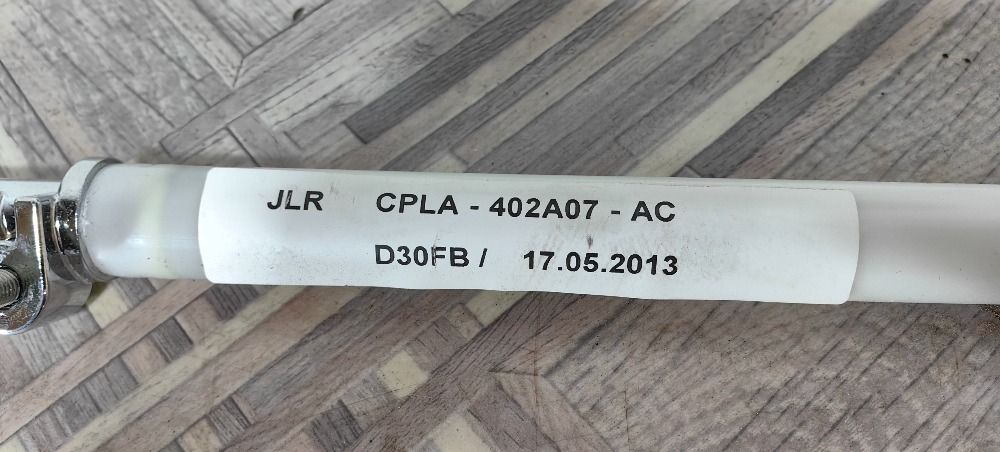 JLR CPLA - 402A07 - AC
D30FB / 17.05.2013